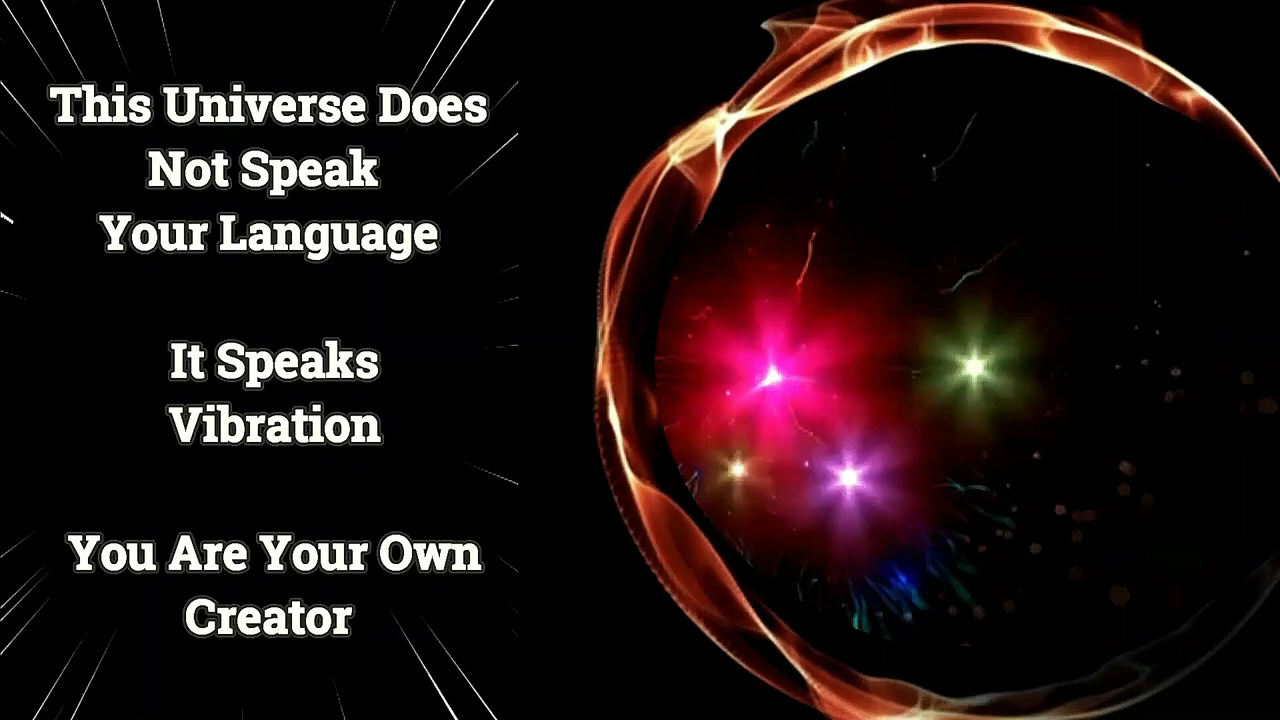 This Universe Does
Not Speak
Your Language
It Speaks
Vibration
You Are Your Own
Creator